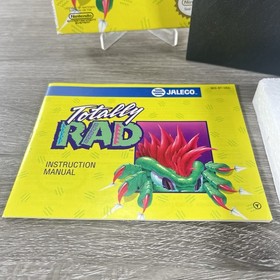 JALECO
Totally
RAD
INSTRUCTION
MANUAL